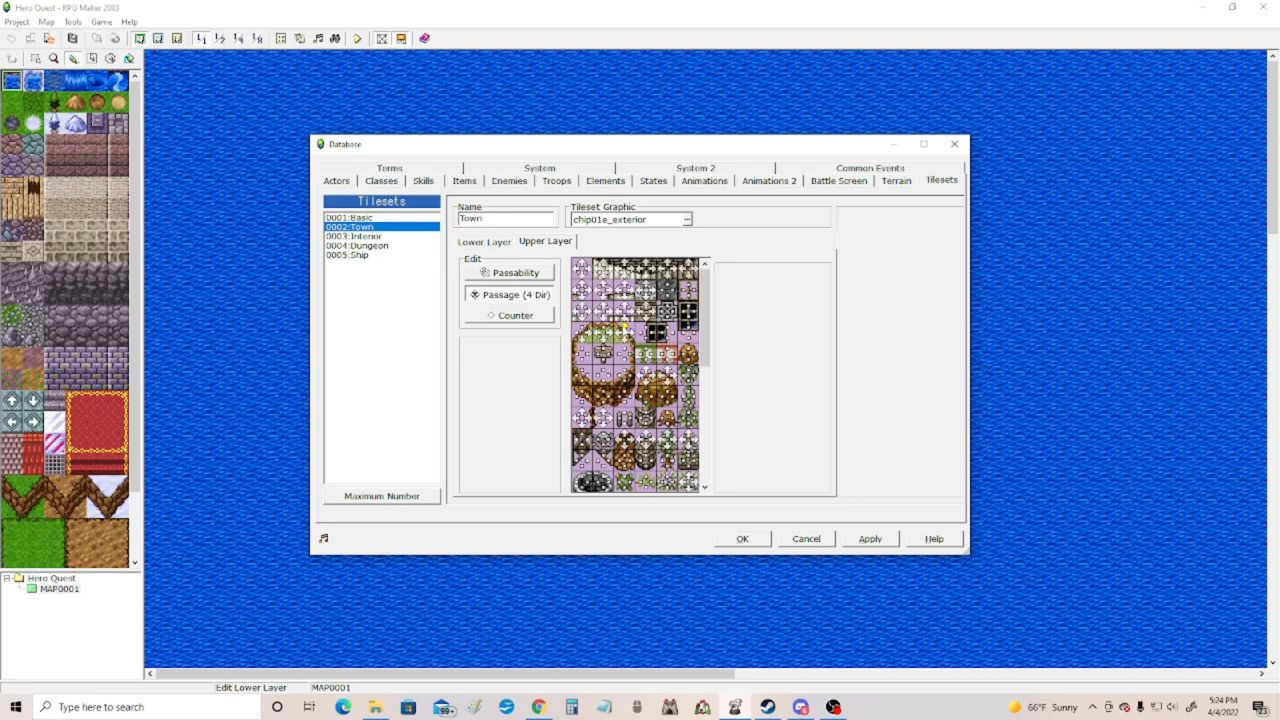 Hero Quest - RPG Maker 2003
Project Map Tools Game Help
Database
Terms System System 2 Common Events
Actors Classes Skills Items Enemies Troops Elements States Animations Animations 2 Battle Screen Terrain Tilesets
Tilesets
0001:Basic
0002:Town
0003:Interior
0004:Dungeon
0005:Ship
Maximum Number
Name
Town
Tileset Graphic
chip01e_exterior
...
Lower Layer Upper Layer
Edit
Passability
Passage (4 Dir)
Counter
OK Cancel Apply Help
Hero Quest
MAP0001
Edit Lower Layer MAP0001
Type here to search
99+
66°F Sunny
5:24 PM
4/4/2022
23